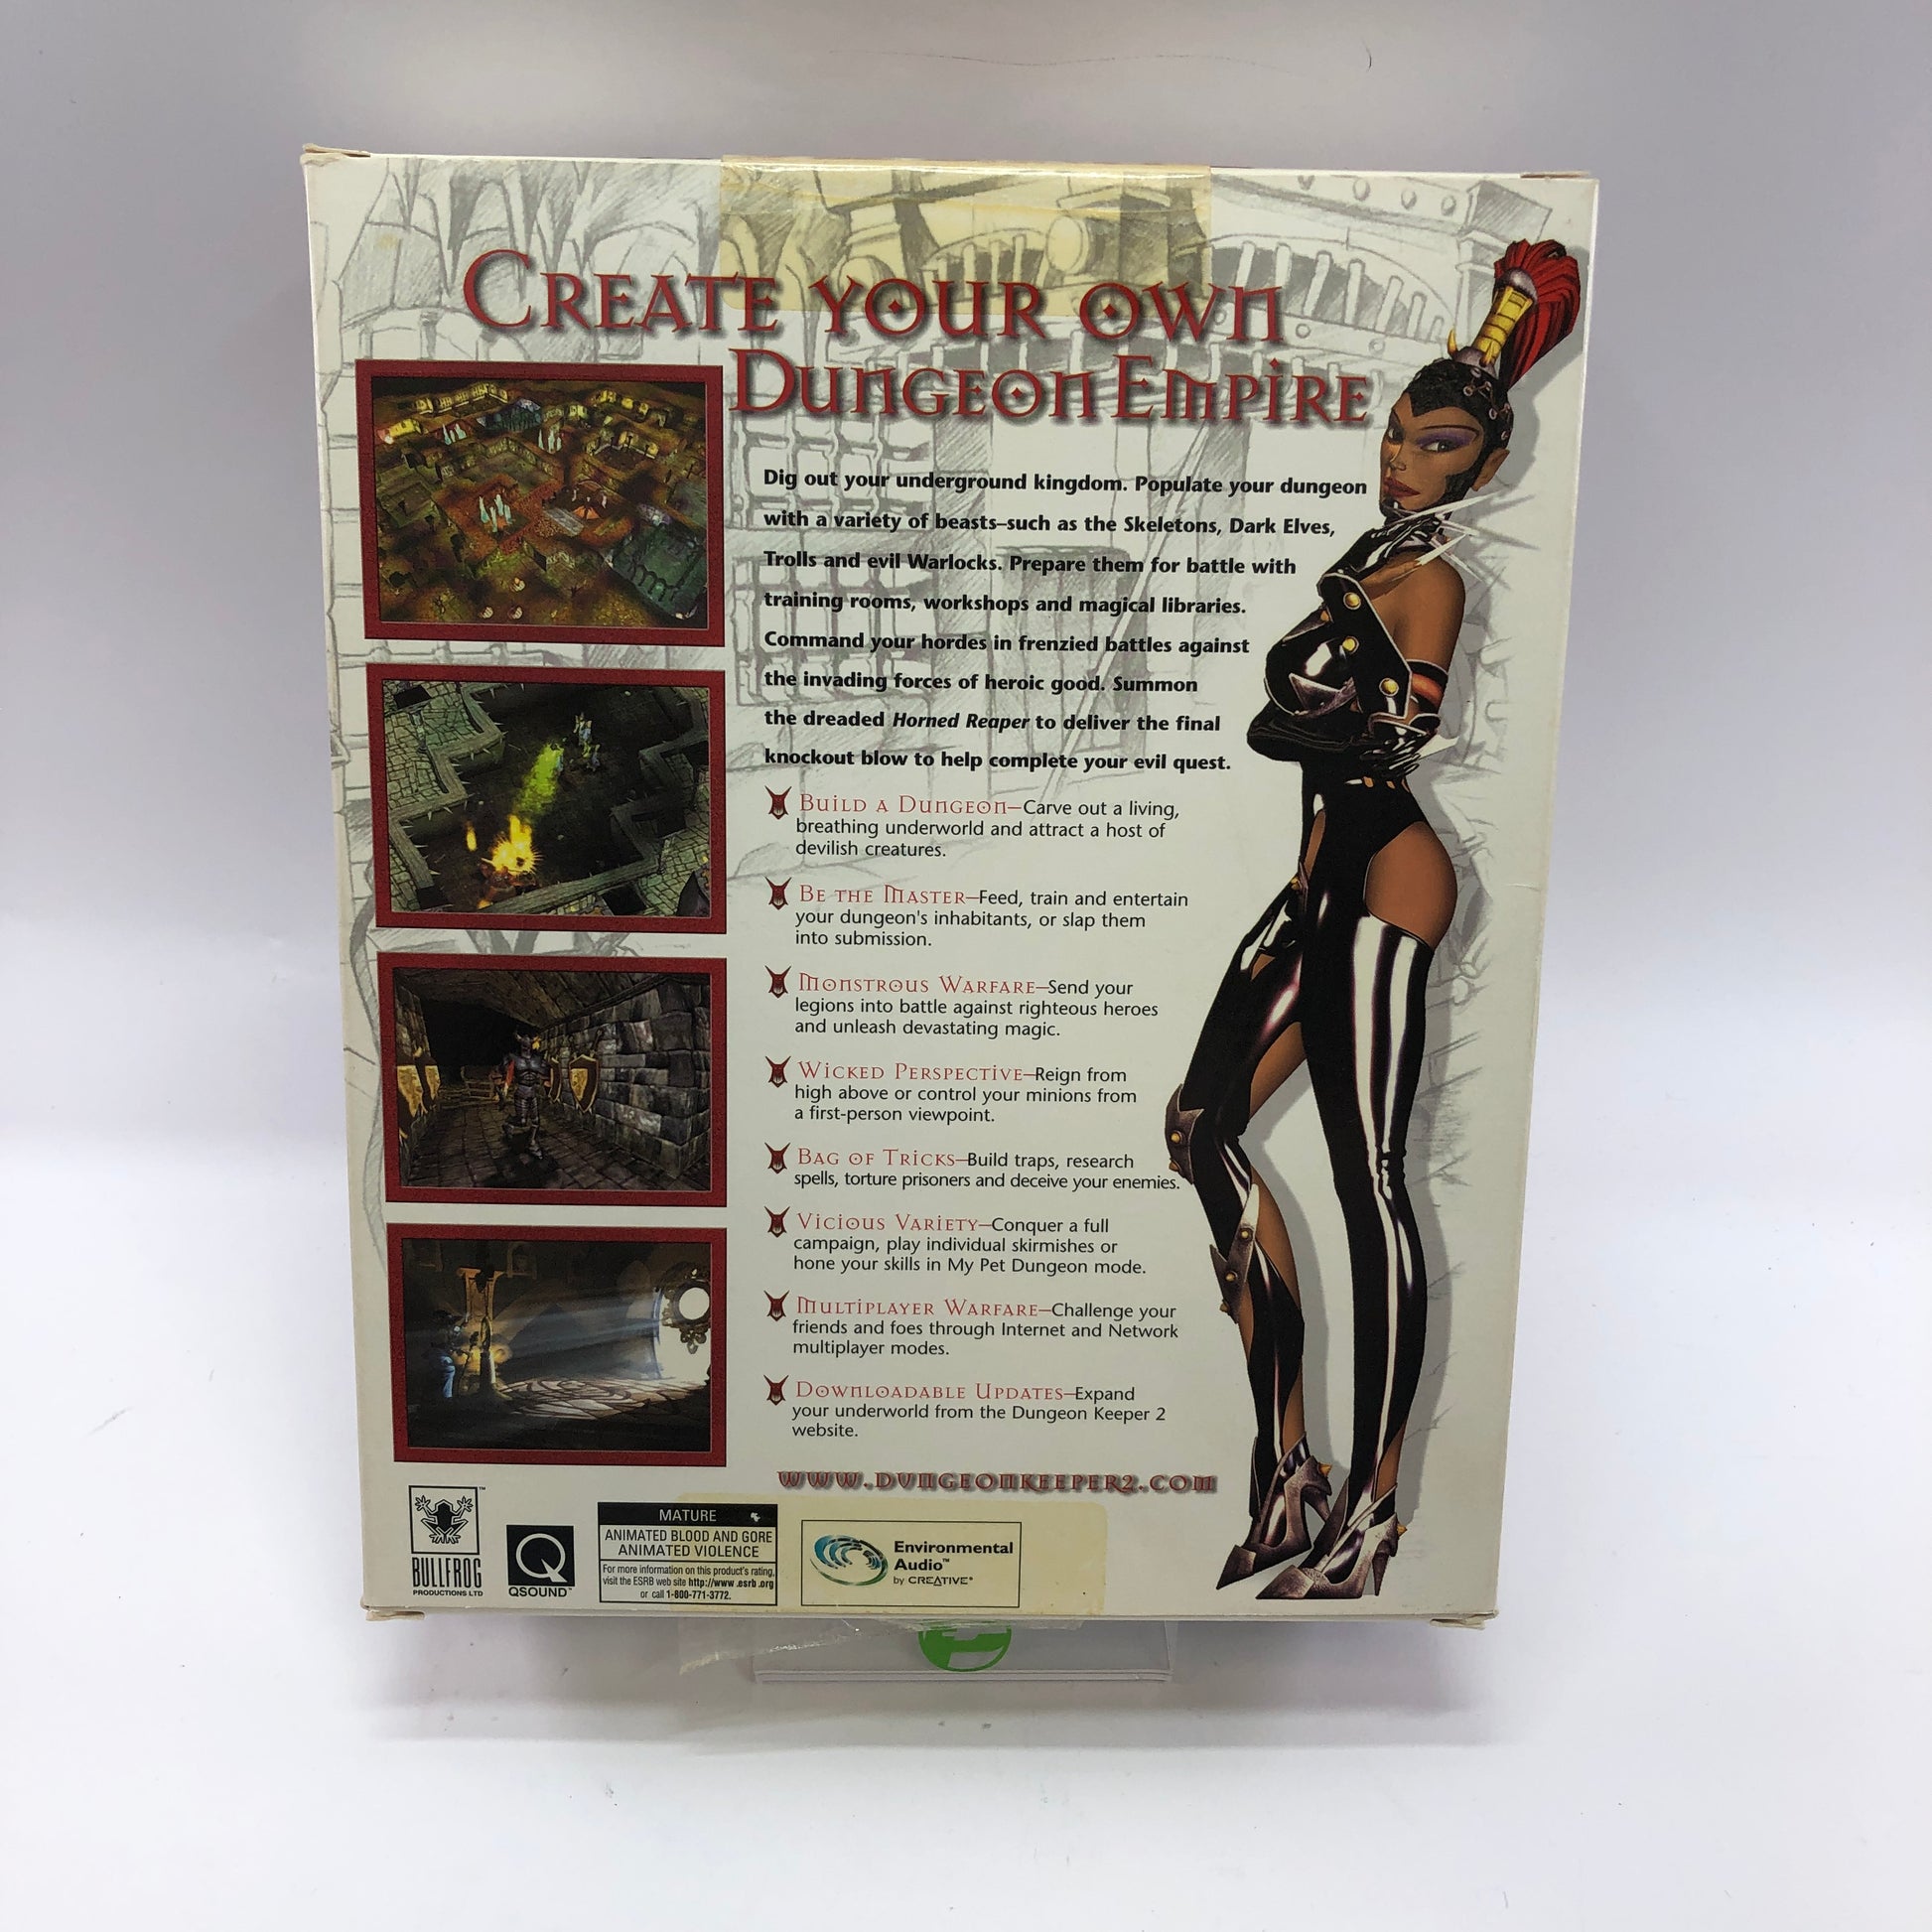 CREATE YOUR OWN
DUNGEON EMPIRE
Dig out your underground kingdom. Populate your dungeon
with a variety of beasts–such as the Skeletons, Dark Elves,
Trolls and evil Warlocks. Prepare them for battle with
training rooms, workshops and magical libraries.
Command your hordes in frenzied battles against
the invading forces of heroic good. Summon
the dreaded Horned Reaper to deliver the final
knockout blow to help complete your evil quest.
BUILD A DUNGEON–Carve out a living,
breathing underworld and attract a host of
devilish creatures.
BE THE MASTER–Feed, train and entertain
your dungeon's inhabitants, or slap them
into submission.
MONSTROUS WARFARE–Send your
legions into battle against righteous heroes
and unleash devastating magic.
WICKED PERSPECTIVE–Reign from
high above or control your minions from
a first-person viewpoint.
BAG OF TRICKS–Build traps, research
spells, torture prisoners and deceive your enemies.
VICIOUS VARIETY–Conquer a full
campaign, play individual skirmishes or
hone your skills in My Pet Dungeon mode.
MULTIPLAYER WARFARE–Challenge your
friends and foes through Internet and Network
multiplayer modes.
DOWNLOADABLE UPDATES–Expand
your underworld from the Dungeon Keeper 2
website.
WWW.DUNGEONKEEPER2.COM
BULLFROG
PRODUCTIONS LTD
QSOUND™
MATURE
ANIMATED BLOOD AND GORE
ANIMATED VIOLENCE
For more information on this product's rating,
visit the ESRB web site http://www.esrb.org
or call 1-800-771-3772.
Environmental
Audio™
by CREATIVE®